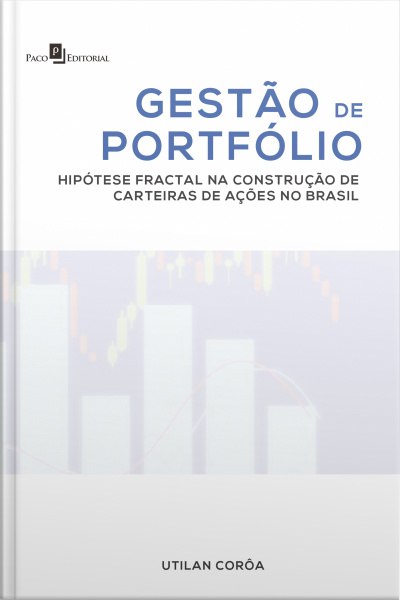 PACO EDITORIAL
GESTÃO DE
PORTFÓLIO
HIPÓTESE FRACTAL NA CONSTRUÇÃO DE
CARTEIRAS DE AÇÕES NO BRASIL
UTILAN CORÔA